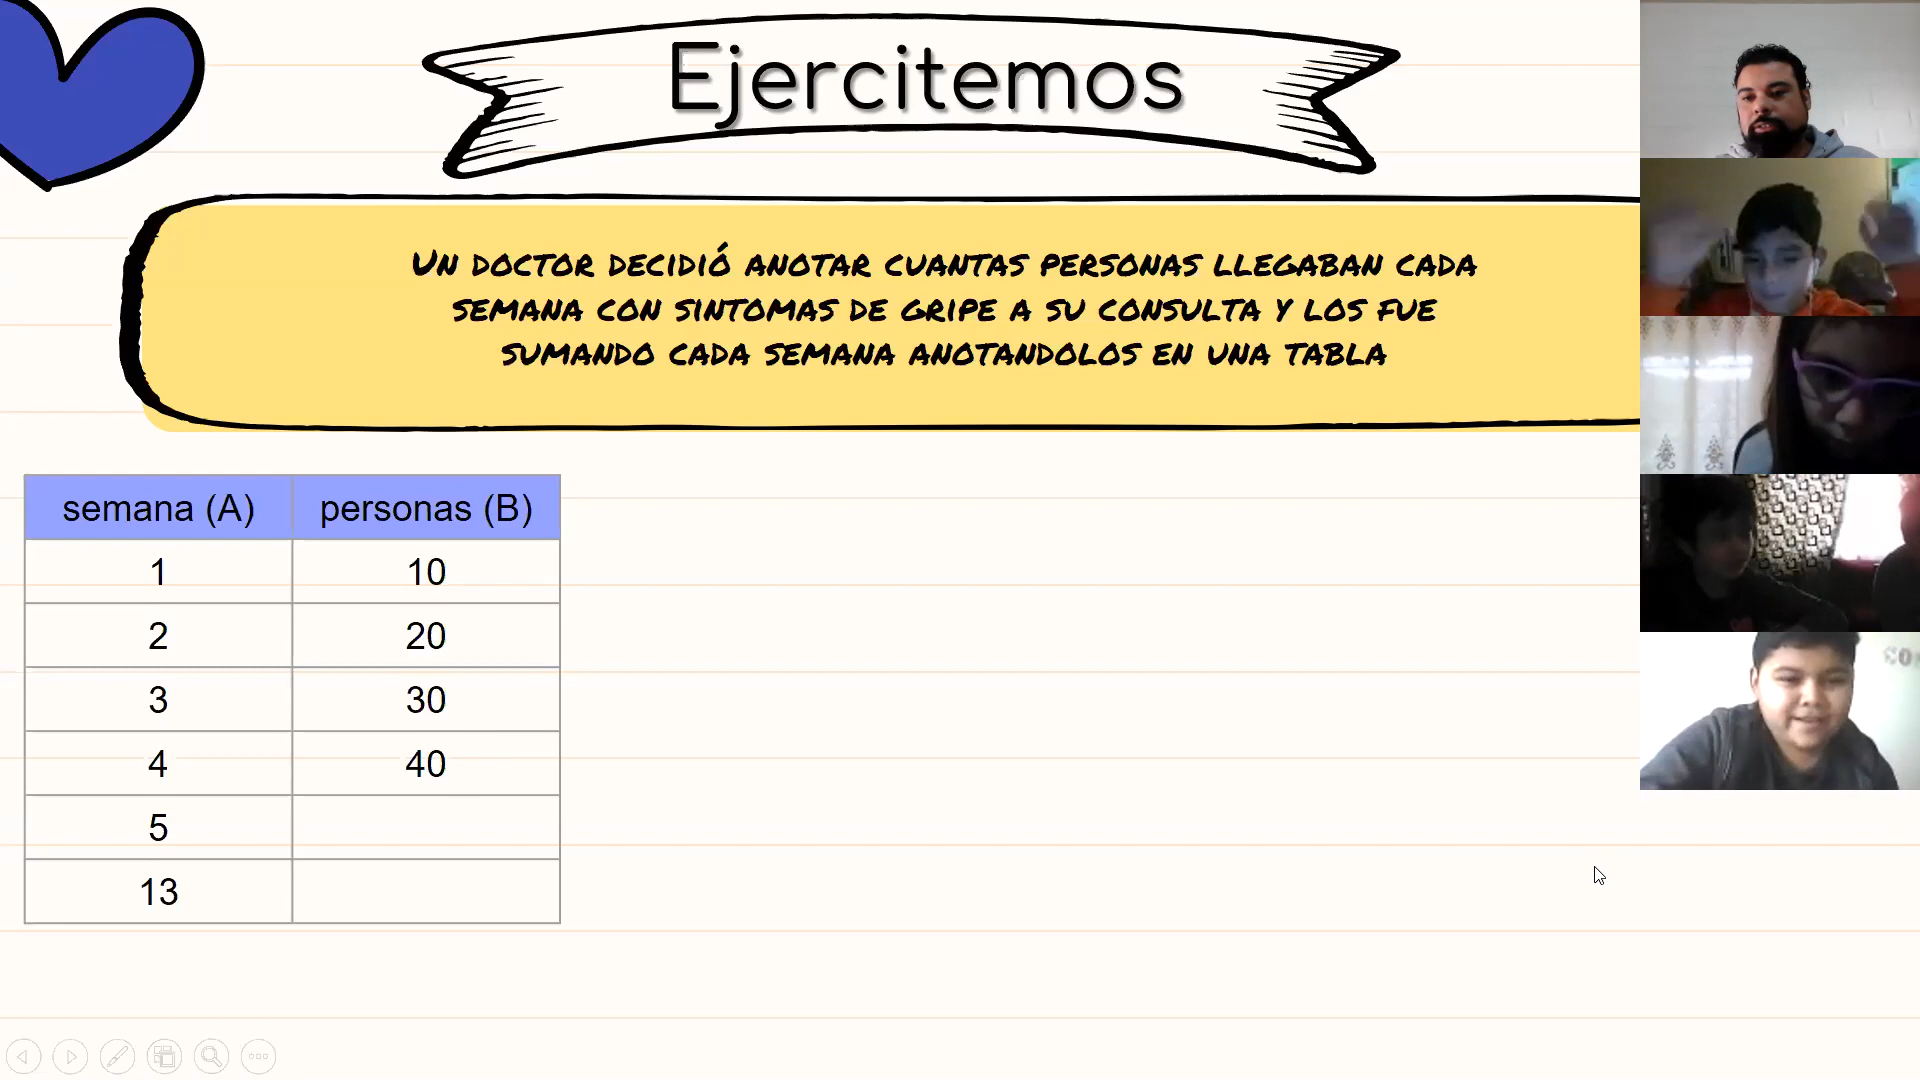 Ejercitemos
Un doctor decidió anotar cuantas personas llegaban cada
semana con sintomas de gripe a su consulta y los fue
sumando cada semana anotandolos en una tabla
semana (A) personas (B)
1 10
2 20
3 30
4 40
5
13